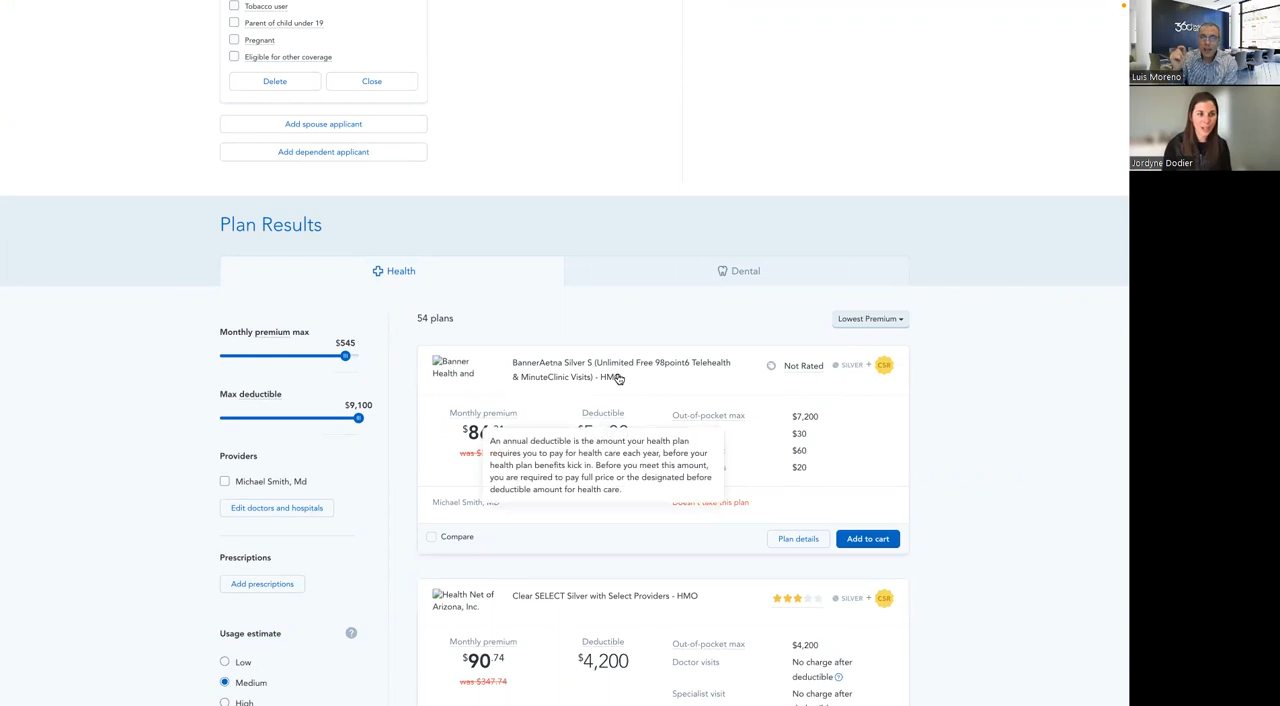 Tobacco user
Parent of child under 19
Pregnant
Eligible for other coverage
Delete
Close
Add spouse applicant
Add dependent applicant
Plan Results
Health
Dental
Monthly premium max
$545
Max deductible
$9,100
Providers
Michael Smith, Md
Edit doctors and hospitals
Prescriptions
Add prescriptions
Usage estimate
?
Low
Medium
High
54 plans
Lowest Premium
Banner
Health and
BannerAetna Silver S (Unlimited Free 98point6 Telehealth
& MinuteClinic Visits) - HMO
Not Rated
SILVER +
CSR
Monthly premium
Deductible
Out-of-pocket max
$7,200
$30
$60
$20
An annual deductible is the amount your health plan
requires you to pay for health care each year, before your
health plan benefits kick in. Before you meet this amount,
you are required to pay full price or the designated before
deductible amount for health care.
Michael Smith, MD
Doesn't take this plan
Compare
Plan details
Add to cart
Health Net of
Arizona, Inc.
Clear SELECT Silver with Select Providers - HMO
SILVER +
CSR
Monthly premium
$90.74
was $347.74
Deductible
$4,200
Out-of-pocket max
$4,200
Doctor visits
No charge after
deductible ?
Specialist visit
No charge after
Luis Moreno
Jordyne Dodier